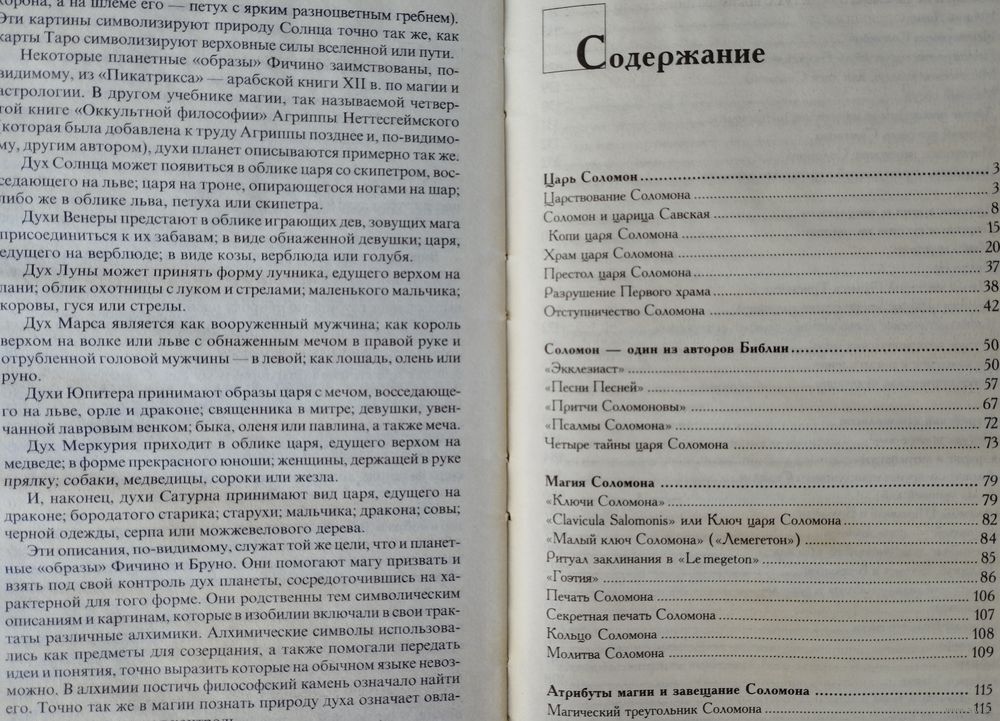 корона, а на шлеме его — петух с ярким разноцветным гребнем).
Эти картины символизируют природу Солнца точно так же, как
карты Таро символизируют верховные силы вселенной или пути.
Некоторые планетные «образы» Фичино заимствованы, по-
видимому, из «Пикатрикса» — арабской книги XII в. по магии и
астрологии. В другом учебнике магии, так называемой четвер-
той книге «Оккультной философии» Агриппы Неттесгеймского
(которая была добавлена к труду Агриппы позднее и, по-видимо-
му, другим автором), духи планет описываются примерно так же.
Дух Солнца может появиться в облике царя со скипетром, вос-
седающего на льве; царя на троне, опирающегося ногами на шар;
либо же в облике льва, петуха или скипетра.
Духи Венеры предстают в облике играющих дев, зовущих мага
присоединиться к их забавам; в виде обнаженной девушки; царя,
едущего на верблюде; в виде козы, верблюда или голубя.
Дух Луны может принять форму лучника, едущего верхом на
лани; облик охотницы с луком и стрелами; маленького мальчика;
коровы, гуся или стрелы.
Дух Марса является как вооруженный мужчина; как король
верхом на волке или льве с обнаженным мечом в правой руке и
отрубленной головой мужчины — в левой; как лошадь, олень или
руно.
Духи Юпитера принимают образы царя с мечом, восседающе-
го на льве, орле и драконе; священника в митре; девушки, увен-
чанной лавровым венком; быка, оленя или павлина, а также меча.
Дух Меркурия приходит в облике царя, едущего верхом на
медведе; в форме прекрасного юноши; женщины, держащей в руке
прялку; собаки, медведицы, сороки или жезла.
И, наконец, духи Сатурна принимают вид царя, едущего на
драконе; бородатого старика; старухи; мальчика; дракона; совы;
черной одежды, серпа или можжевелового дерева.
Эти описания, по-видимому, служат той же цели, что и планет-
ные «образы» Фичино и Бруно. Они помогают магу призвать и
взять под свой контроль дух планеты, сосредоточившись на ха-
рактерной для того форме. Они родственны тем символическим
описаниям и картинам, которые в изобилии включали в свои трак-
таты различные алхимики. Алхимические символы использова-
лись как предметы для созерцания, а также помогали передать
идеи и понятия, точно выразить которые на обычном языке невоз-
можно. В алхимии постичь философский камень означало найти
его. Точно так же в магии познать природу духа означает овла-
Содержание
Царь Соломон 3
Царствование Соломона 3
Соломон и царица Савская 8
Копи царя Соломона 15
Храм царя Соломона 20
Престол царя Соломона 37
Разрушение Первого храма 38
Отступничество Соломона 42
Соломон — один из авторов Библии 50
«Экклезиаст» 50
«Песни Песней» 57
«Притчи Соломоновы» 67
«Псалмы Соломона» 72
Четыре тайны царя Соломона 73
Магия Соломона 79
«Ключи Соломона» 79
«Clavicula Salomonis» или Ключ царя Соломона 82
«Малый ключ Соломона» («Лемегетон») 84
Ритуал заклинания в «Lemegeton» 85
«Гоэтия» 86
Печать Соломона 106
Секретная печать Соломона 107
Кольцо Соломона 108
Молитва Соломона 109
Атрибуты магии и завещание Соломона 115
Магический треугольник Соломона 115